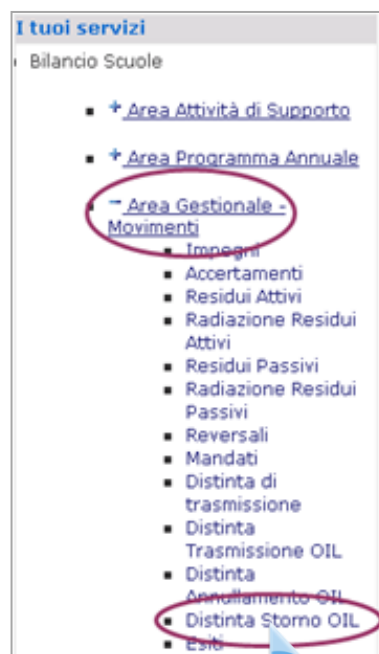 I tuoi servizi
Bilancio Scuole
+ Area Attività di Supporto
+ Area Programma Annuale
- Area Gestionale -
Movimenti
Impegni
Accertamenti
Residui Attivi
Radiazione Residui
Attivi
Residui Passivi
Radiazione Residui
Passivi
Reversali
Mandati
Distinta di
trasmissione
Distinta
Trasmissione OIL
Distinta
Annullamento OIL
Distinta Storno OIL
Esiti